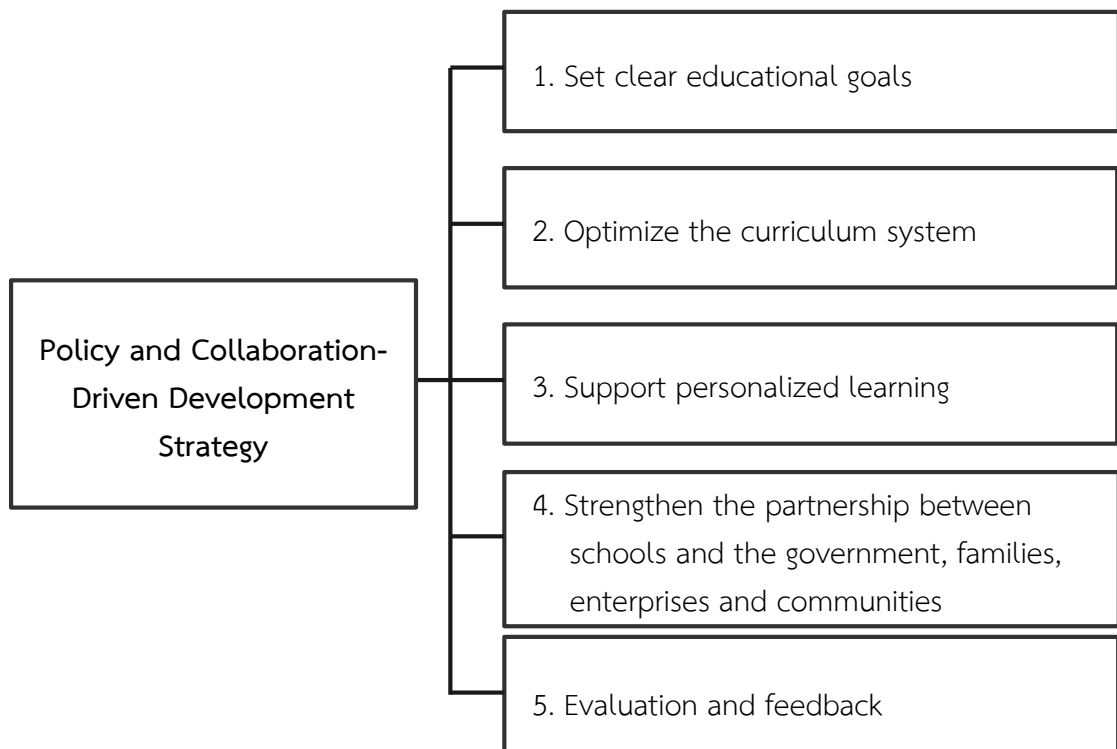 Policy and Collaboration-
Driven Development
Strategy
1. Set clear educational goals
2. Optimize the curriculum system
3. Support personalized learning
4. Strengthen the partnership between
schools and the government, families,
enterprises and communities
5. Evaluation and feedback